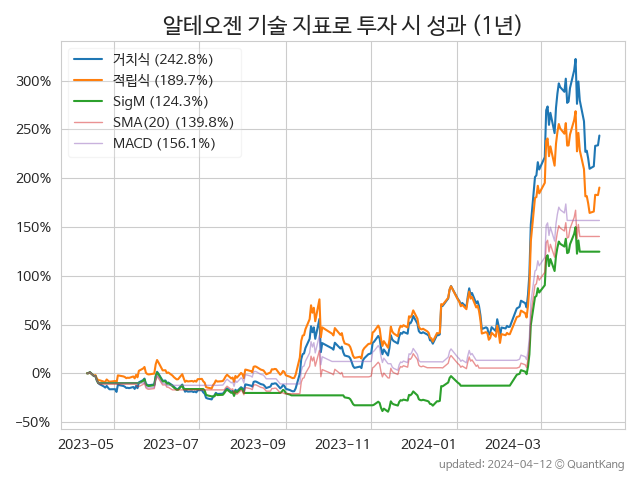 알테오젠 기술 지표로 투자 시 성과 (1년)
거치식 (242.8%)
적립식 (189.7%)
SigM (124.3%)
SMA(20) (139.8%)
MACD (156.1%)
300%
250%
200%
150%
100%
50%
0%
−50%
2023-05 2023-07 2023-09 2023-11 2024-01 2024-03
updated: 2024-04-12 © QuantKang